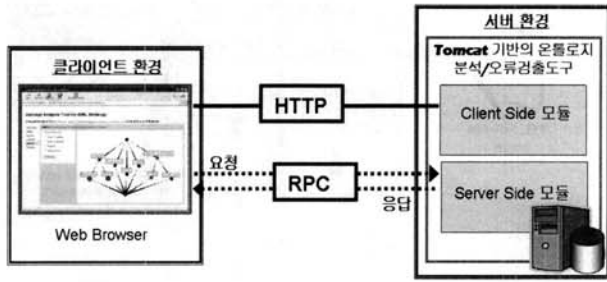 클라이언트 환경
Web Browser
HTTP
요청
RPC
응답
서버 환경
Tomcat 기반의 온톨로지
분석/오류검출도구
Client Side 모듈
Server Side 모듈